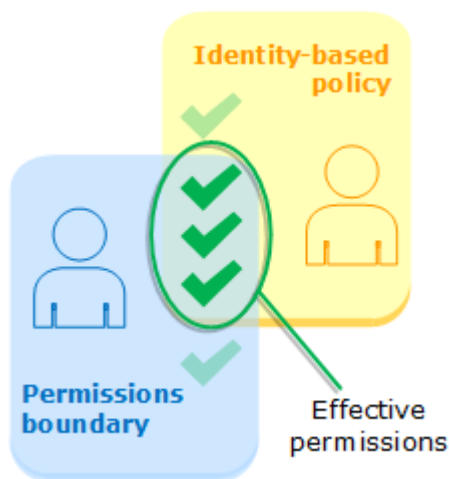 Identity-based
policy
Permissions
boundary
Effective
permissions